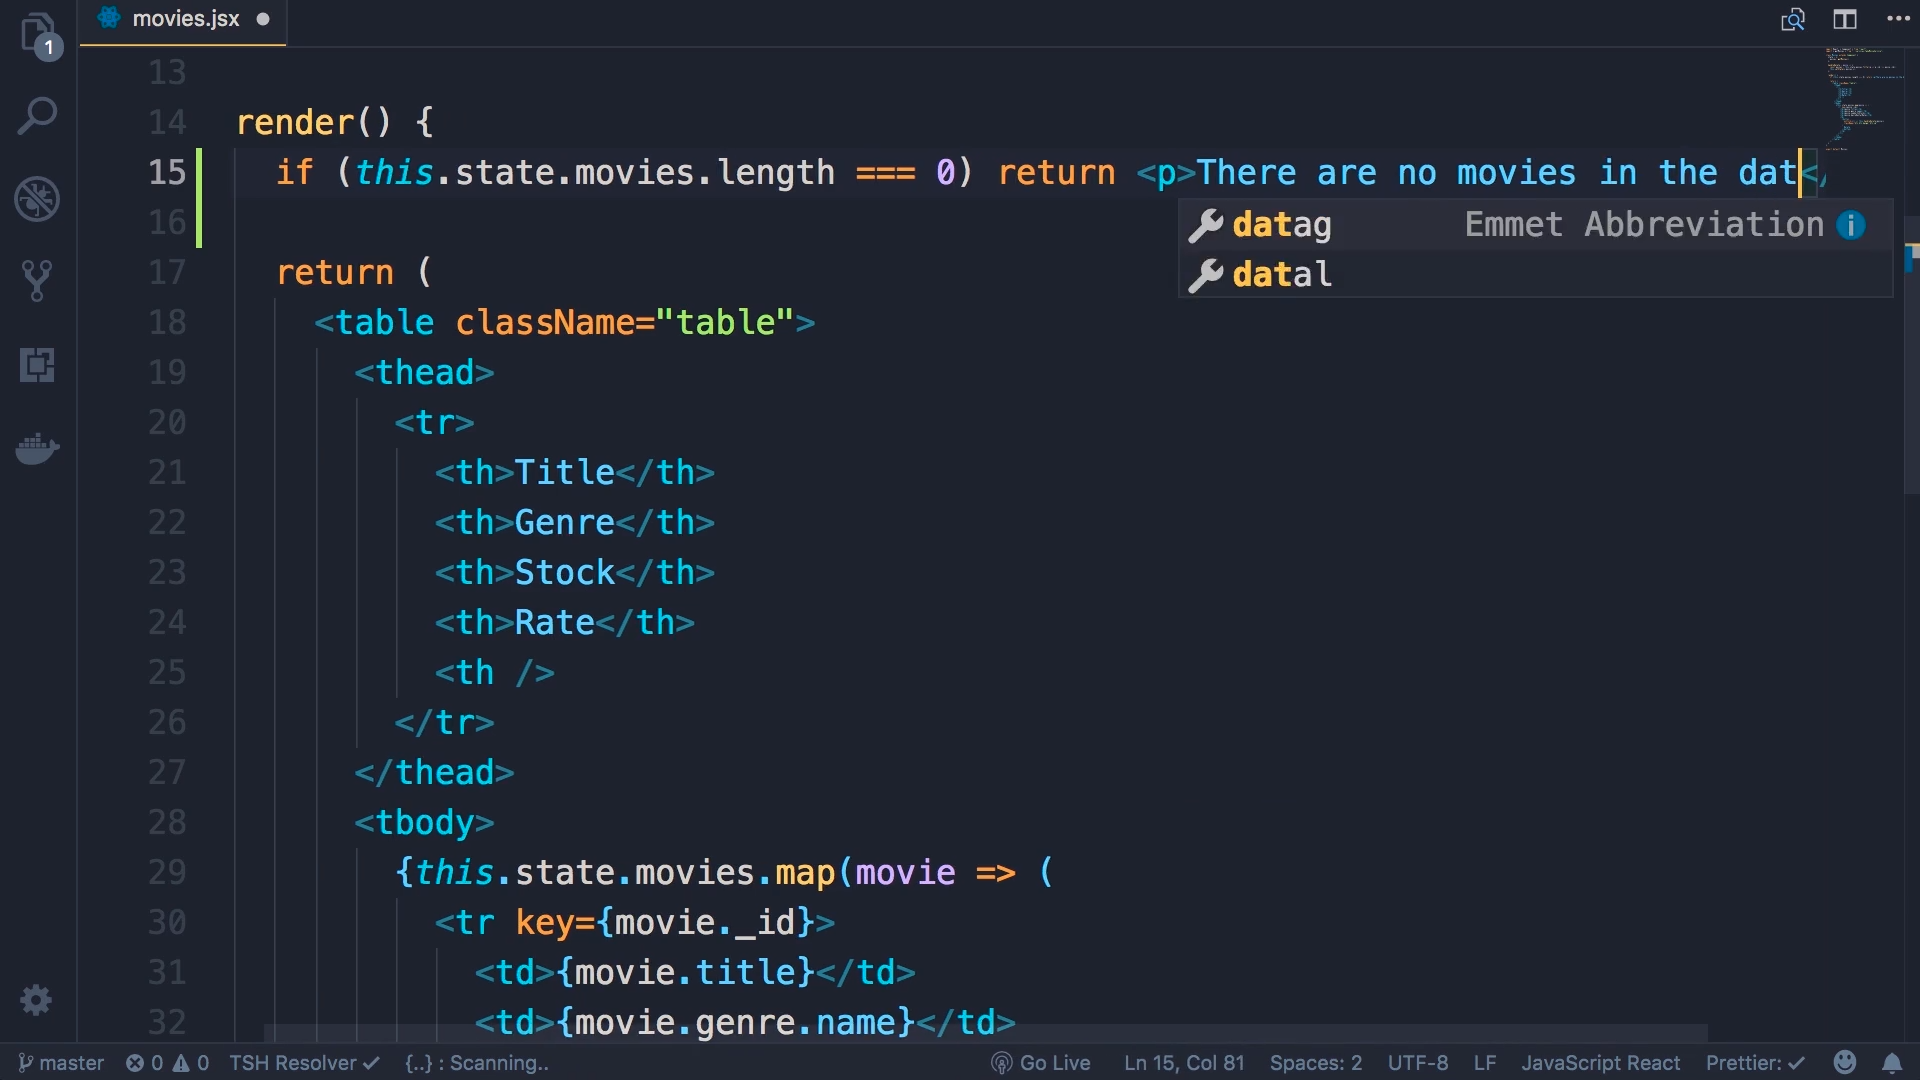 movies.jsx
1
13
14 render() {
15 if (this.state.movies.length === 0) return <p>There are no movies in the dat</
16
datag Emmet Abbreviation
datal
17 return (
18 <table className="table">
19 <thead>
20 <tr>
21 <th>Title</th>
22 <th>Genre</th>
23 <th>Stock</th>
24 <th>Rate</th>
25 <th />
26 </tr>
27 </thead>
28 <tbody>
29 {this.state.movies.map(movie => (
30 <tr key={movie._id}>
31 <td>{movie.title}</td>
32 <td>{movie.genre.name}</td>
master 0 0 TSH Resolver {..} : Scanning.. Go Live Ln 15, Col 81 Spaces: 2 UTF-8 LF JavaScript React Prettier: